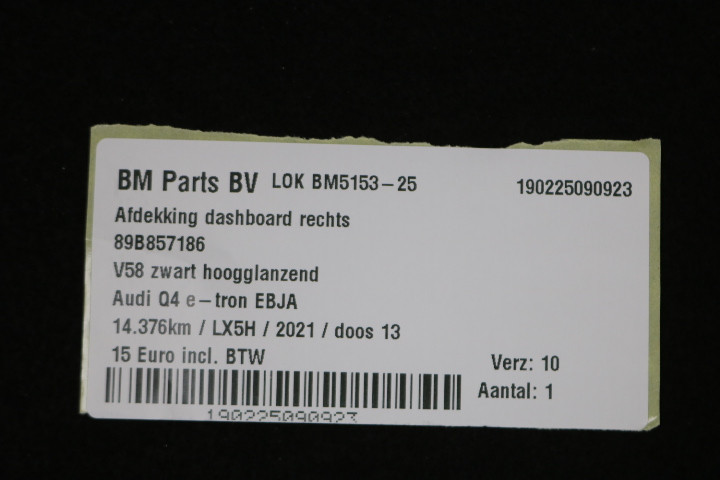 BM Parts BV LOK BM5153-25 190225090923
Afdekking dashboard rechts
89B857186
V58 zwart hoogglanzend
Audi Q4 e-tron EBJA
14.376km / LX5H / 2021 / doos 13
15 Euro incl. BTW Verz: 10
Aantal: 1
190225090923